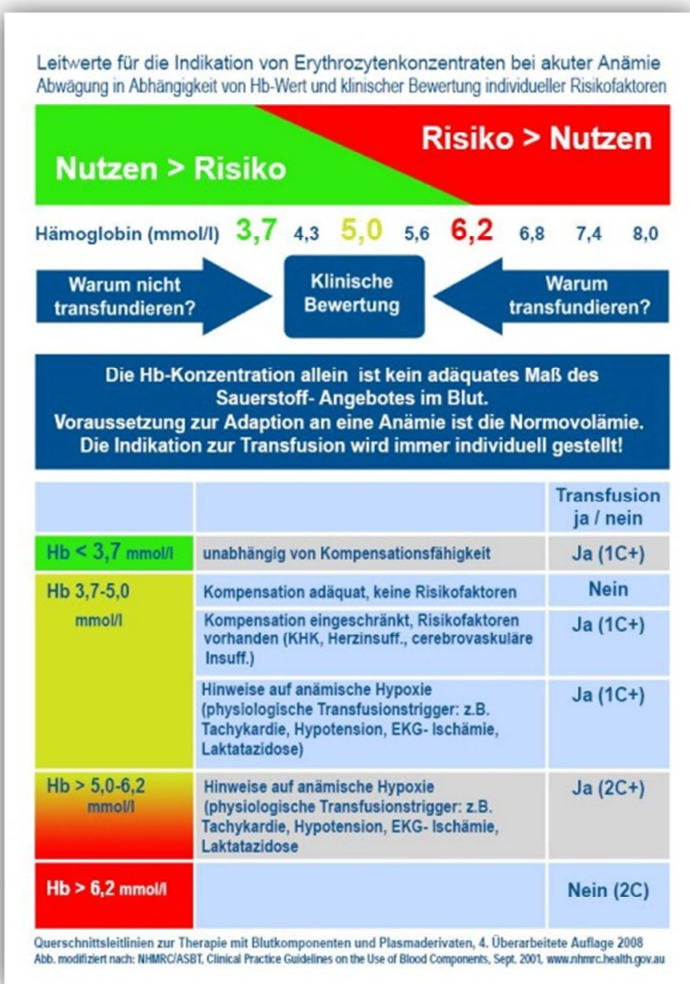 Leitwerte für die Indikation von Erythrozytenkonzentraten bei akuter Anämie
Abwägung in Abhängigkeit von Hb-Wert und klinischer Bewertung individueller Risikofaktoren
Risiko > Nutzen
Nutzen > Risiko
Hämoglobin (mmol/l) 3,7 4,3 5,0 5,6 6,2 6,8 7,4 8,0
Warum nicht
transfundieren?
Klinische
Bewertung
Warum
transfundieren?
Die Hb-Konzentration allein ist kein adäquates Maß des
Sauerstoff- Angebotes im Blut.
Voraussetzung zur Adaption an eine Anämie ist die Normovolämie.
Die Indikation zur Transfusion wird immer individuell gestellt!
Transfusion
ja / nein
Hb < 3,7 mmol/l unabhängig von Kompensationsfähigkeit Ja (1C+)
Hb 3,7-5,0
mmol/l
Kompensation adäquat, keine Risikofaktoren Nein
Kompensation eingeschränkt, Risikofaktoren
vorhanden (KHK, Herzinsuff., cerebrovaskuläre
Insuff.)
Ja (1C+)
Hinweise auf anämische Hypoxie
(physiologische Transfusionstrigger: z.B.
Tachykardie, Hypotension, EKG- Ischämie,
Laktatazidose)
Ja (1C+)
Hb > 5,0-6,2
mmol/l
Hinweise auf anämische Hypoxie
(physiologische Transfusionstrigger: z.B.
Tachykardie, Hypotension, EKG- Ischämie,
Laktatazidose
Ja (2C+)
Hb > 6,2 mmol/l Nein (2C)
Querschnittsleitlinien zur Therapie mit Blutkomponenten und Plasmaderivaten, 4. Überarbeitete Auflage 2008
Abb. modifiziert nach: NHMRC/ASBT, Clinical Practice Guidelines on the Use of Blood Components, Sept. 2001, www.nhmrc.health.gov.au